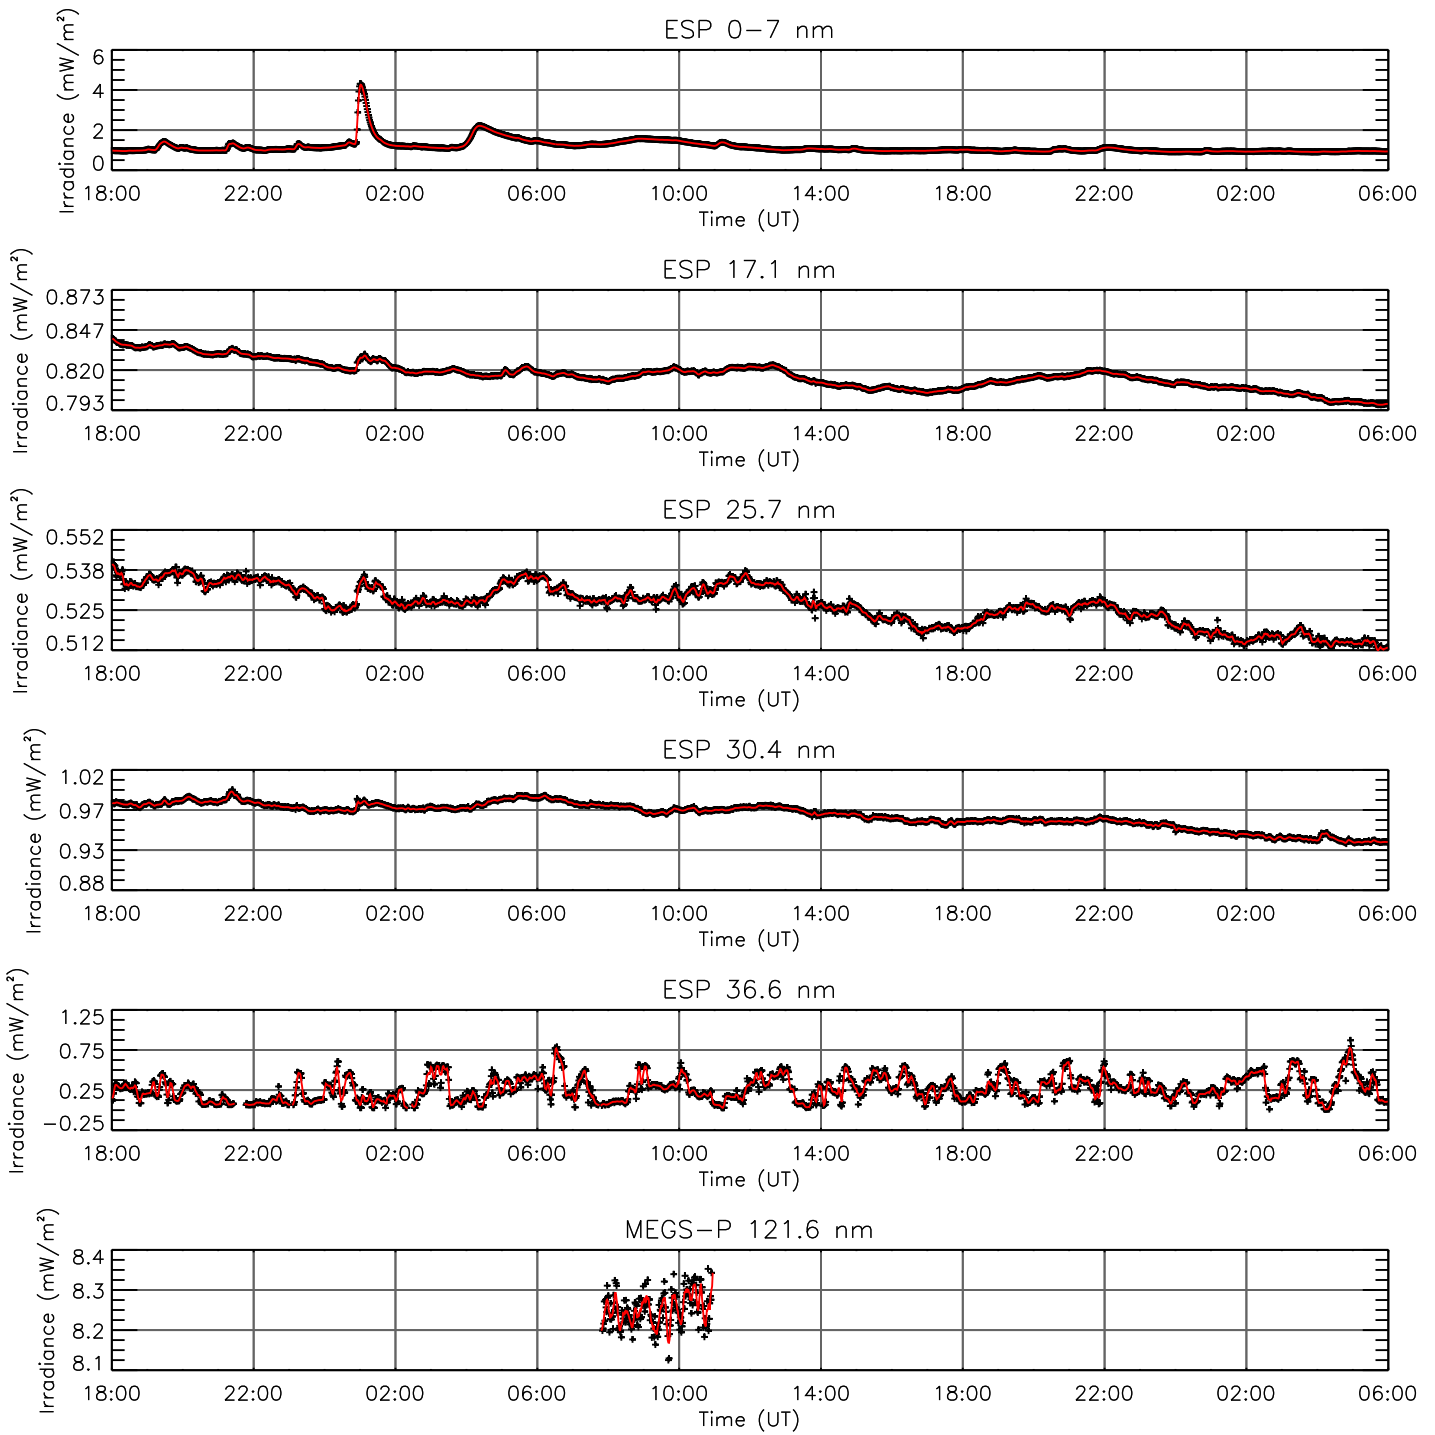 ESP 0-7 nm
Irradiance (mW/m²)
6
4
2
0
18:00 22:00 02:00 06:00 10:00 14:00 18:00 22:00 02:00 06:00
Time (UT)
ESP 17.1 nm
Irradiance (mW/m²)
0.873
0.847
0.820
0.793
18:00 22:00 02:00 06:00 10:00 14:00 18:00 22:00 02:00 06:00
Time (UT)
ESP 25.7 nm
Irradiance (mW/m²)
0.552
0.538
0.525
0.512
18:00 22:00 02:00 06:00 10:00 14:00 18:00 22:00 02:00 06:00
Time (UT)
ESP 30.4 nm
Irradiance (mW/m²)
1.02
0.97
0.93
0.88
18:00 22:00 02:00 06:00 10:00 14:00 18:00 22:00 02:00 06:00
Time (UT)
ESP 36.6 nm
Irradiance (mW/m²)
1.25
0.75
0.25
-0.25
18:00 22:00 02:00 06:00 10:00 14:00 18:00 22:00 02:00 06:00
Time (UT)
MEGS-P 121.6 nm
Irradiance (mW/m²)
8.4
8.3
8.2
8.1
18:00 22:00 02:00 06:00 10:00 14:00 18:00 22:00 02:00 06:00
Time (UT)